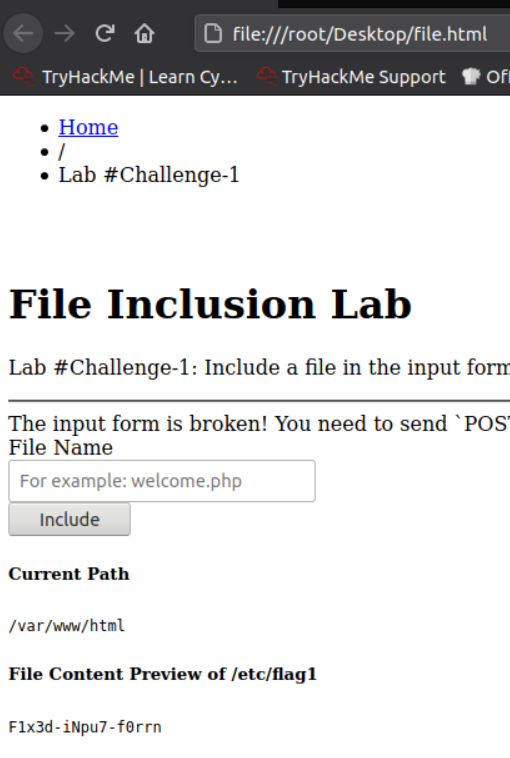 file:///root/Desktop/file.html
TryHackMe | Learn Cy... TryHackMe Support
Home
/
Lab #Challenge-1
File Inclusion Lab
Lab #Challenge-1: Include a file in the input form
The input form is broken! You need to send `POST
File Name
For example: welcome.php
Include
Current Path
/var/www/html
File Content Preview of /etc/flag1
F1x3d-iNpu7-f0rrn